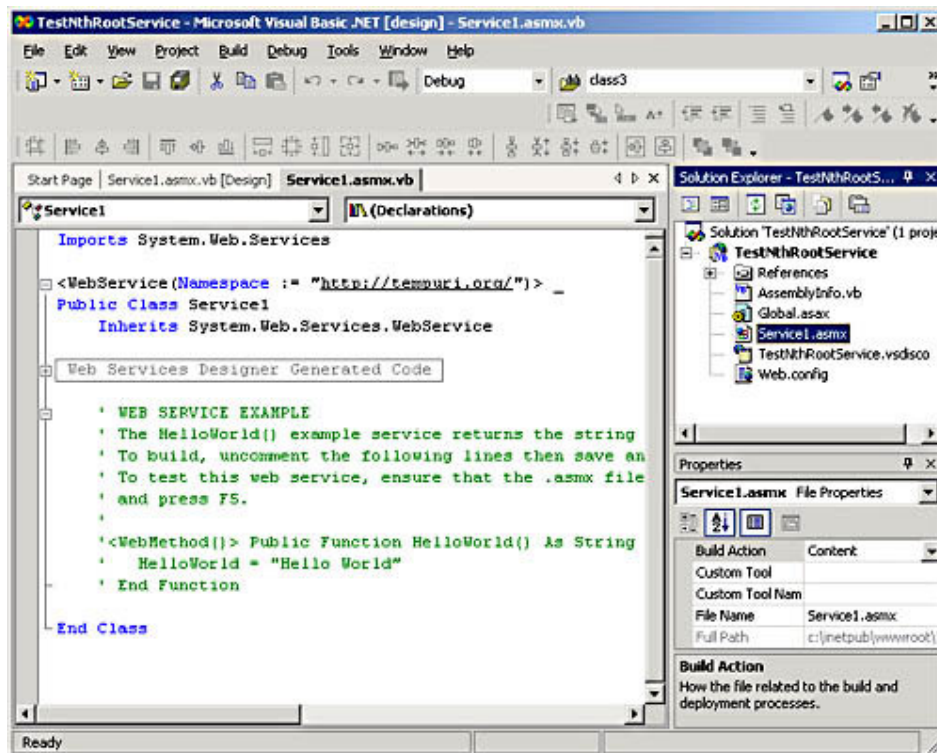 TestNthRootService - Microsoft Visual Basic .NET [design] - Service1.asmx.vb
File Edit View Project Build Debug Tools Window Help
Debug class3
Start Page Service1.asmx.vb [Design] Service1.asmx.vb
Service1 (Declarations)
Imports System.Web.Services
<WebService(Namespace := "http://tempuri.org/")> _
Public Class Service1
Inherits System.Web.Services.WebService
Web Services Designer Generated Code
' WEB SERVICE EXAMPLE
' The HelloWorld() example service returns the string
' To build, uncomment the following lines then save an
' To test this web service, ensure that the .asmx file
' and press F5.
'
'<WebMethod()> Public Function HelloWorld() As String
' HelloWorld = "Hello World"
' End Function
End Class
Ready
Solution Explorer - TestNthRootS...
Solution 'TestNthRootService' (1 proje
TestNthRootService
References
AssemblyInfo.vb
Global.asax
Service1.asmx
TestNthRootService.vsdisco
Web.config
Properties
Service1.asmx File Properties
Build Action Content
Custom Tool
Custom Tool Nam
File Name Service1.asmx
Full Path c:\inetpub\wwwroot\
Build Action
How the file related to the build and
deployment processes.